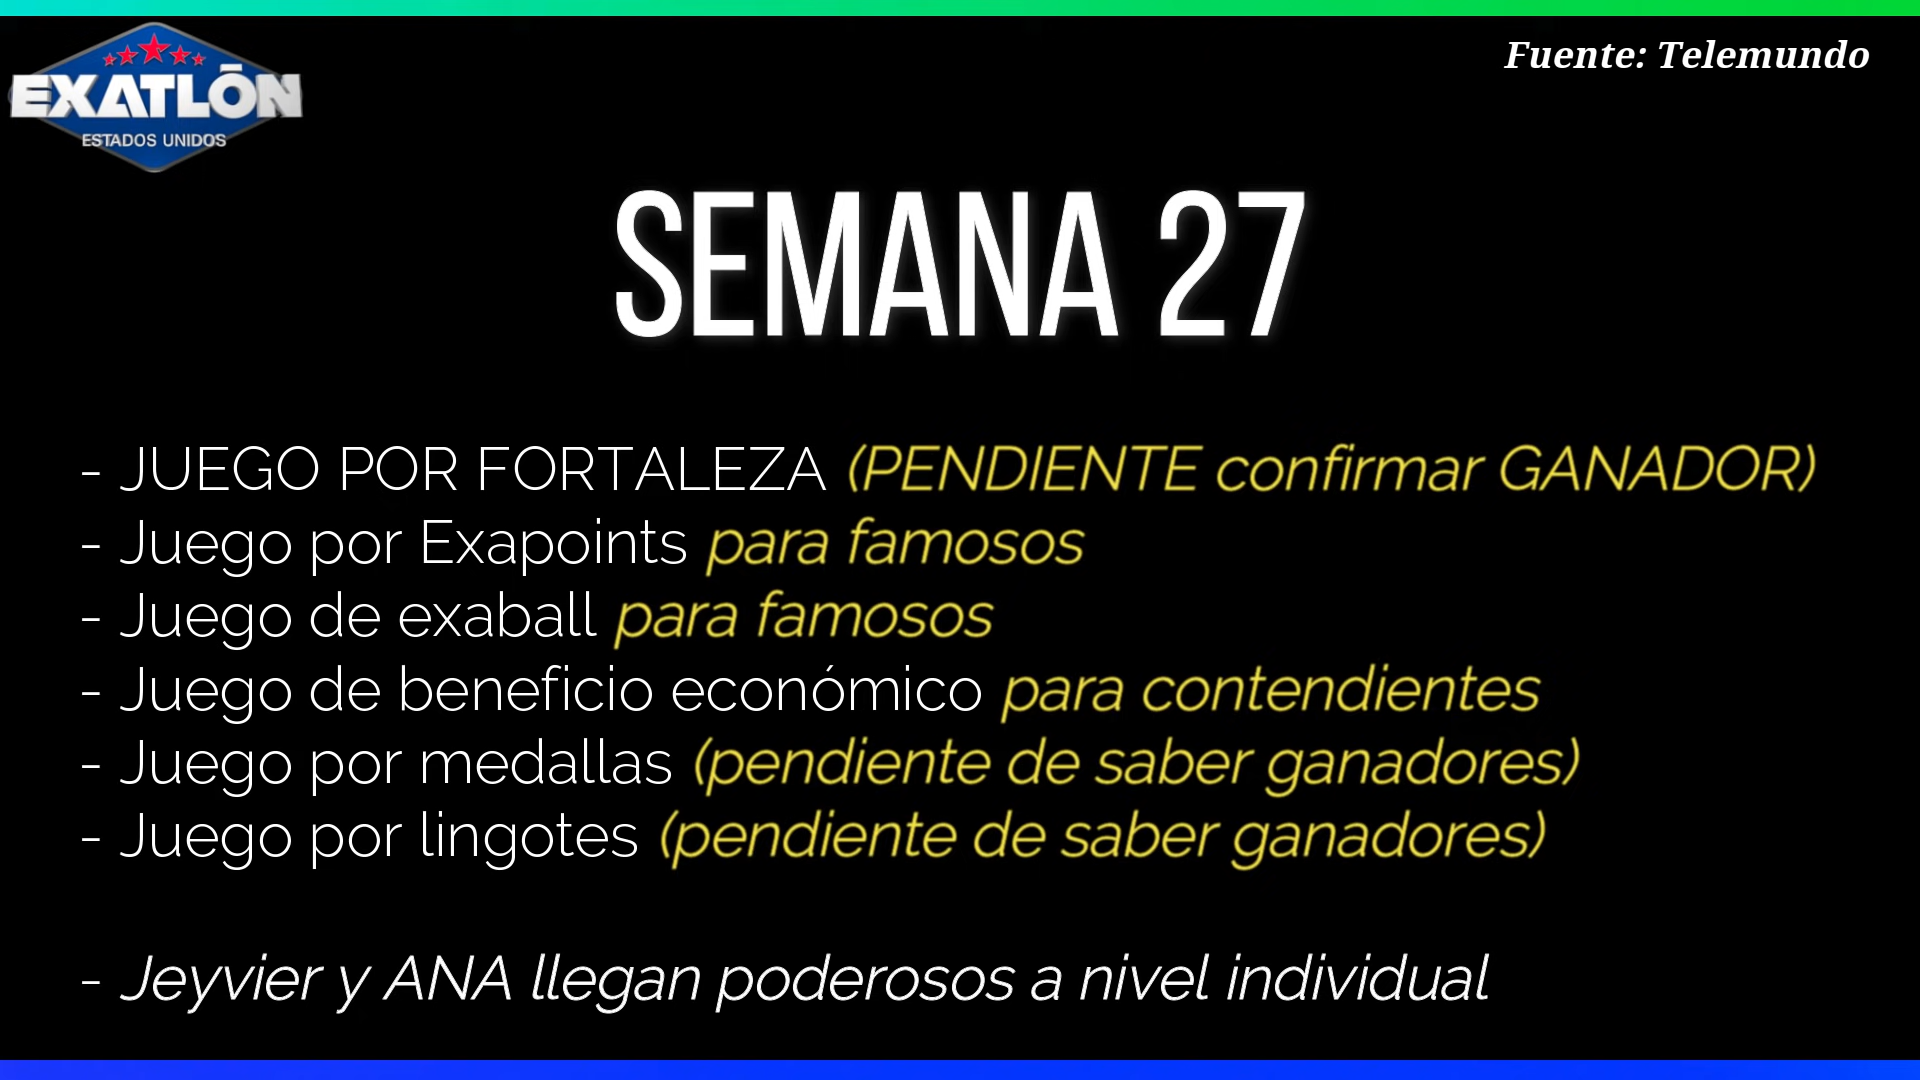 EXATLÓN
ESTADOS UNIDOS
Fuente: Telemundo
SEMANA 27
- JUEGO POR FORTALEZA (PENDIENTE confirmar GANADOR)
- Juego por Exapoints para famosos
- Juego de exaball para famosos
- Juego de beneficio económico para contendientes
- Juego por medallas (pendiente de saber ganadores)
- Juego por lingotes (pendiente de saber ganadores)
- Jeyvier y ANA llegan poderosos a nivel individual